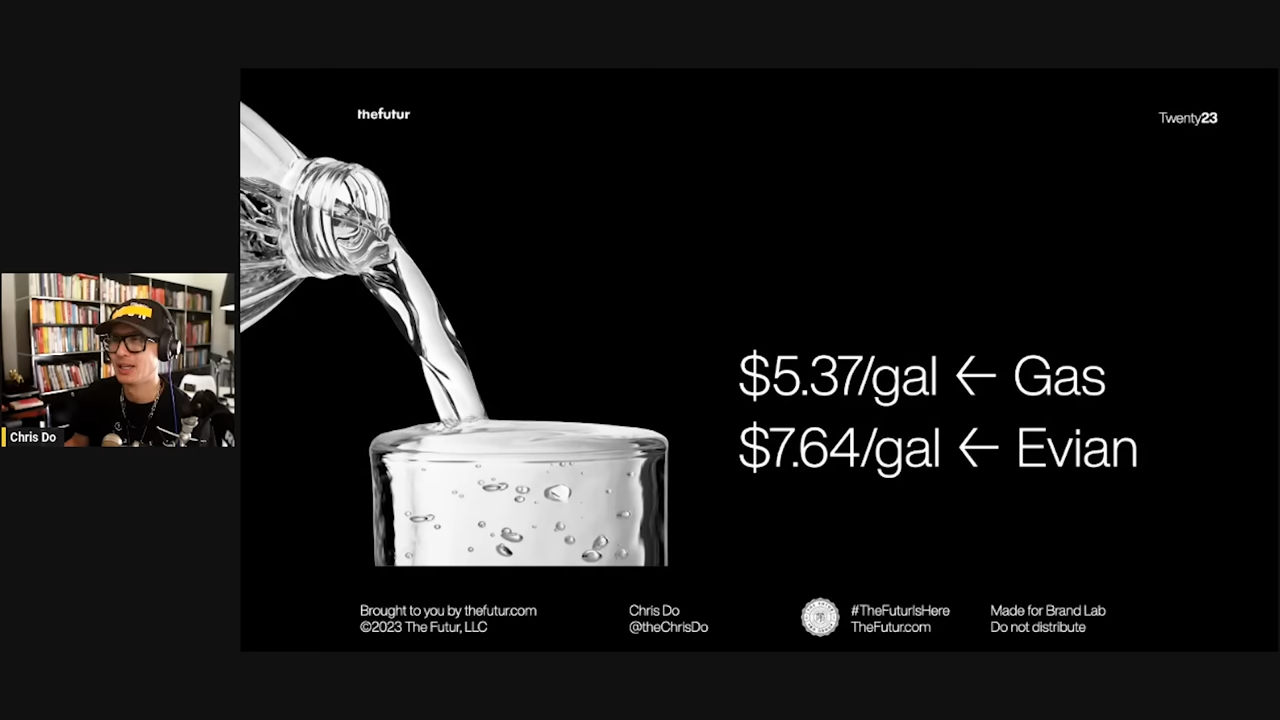 thefutur
Twenty23
$5.37/gal ← Gas
$7.64/gal ← Evian
Chris Do
Brought to you by thefutur.com
©2023 The Futur, LLC
Chris Do
@theChrisDo
#TheFuturIsHere
TheFutur.com
Made for Brand Lab
Do not distribute